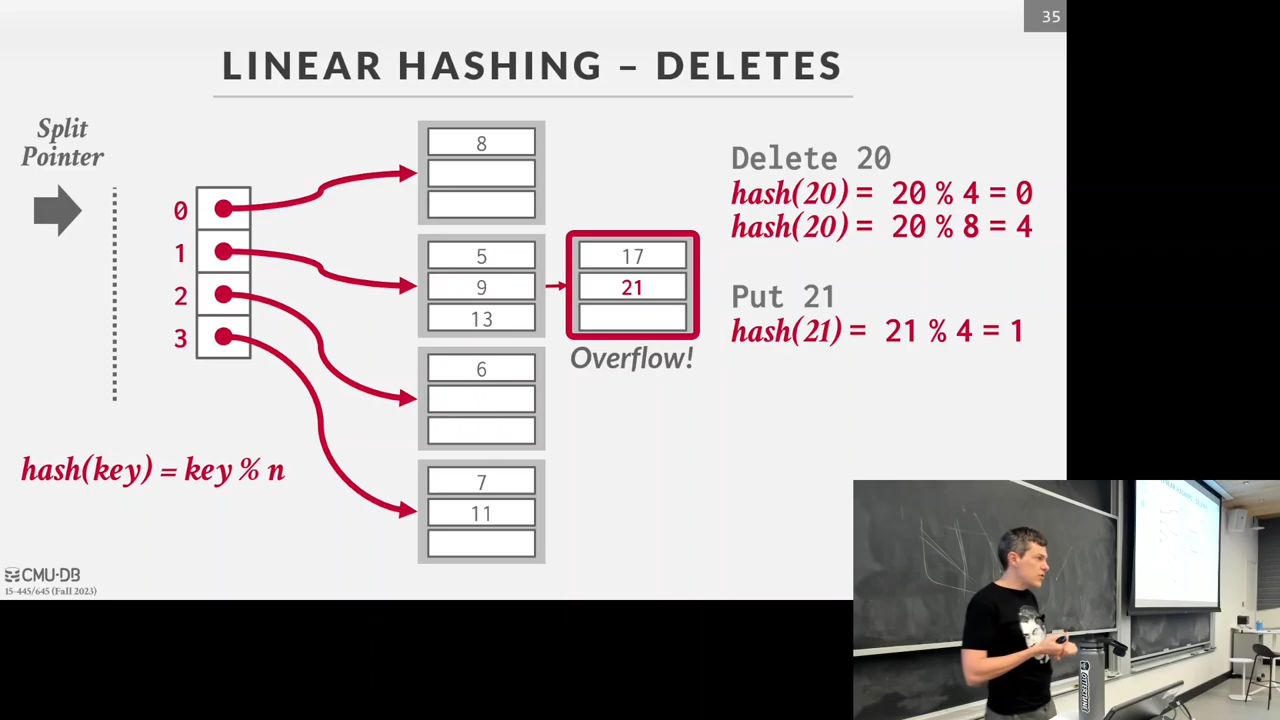 35
LINEAR HASHING – DELETES
Split
Pointer
0
1
2
3
hash(key) = key % n
8
5
9
13
6
7
11
17
21
Overflow!
Delete 20
hash(20) = 20 % 4 = 0
hash(20) = 20 % 8 = 4
Put 21
hash(21) = 21 % 4 = 1
CMU·DB
15-445/645 (Fall 2023)